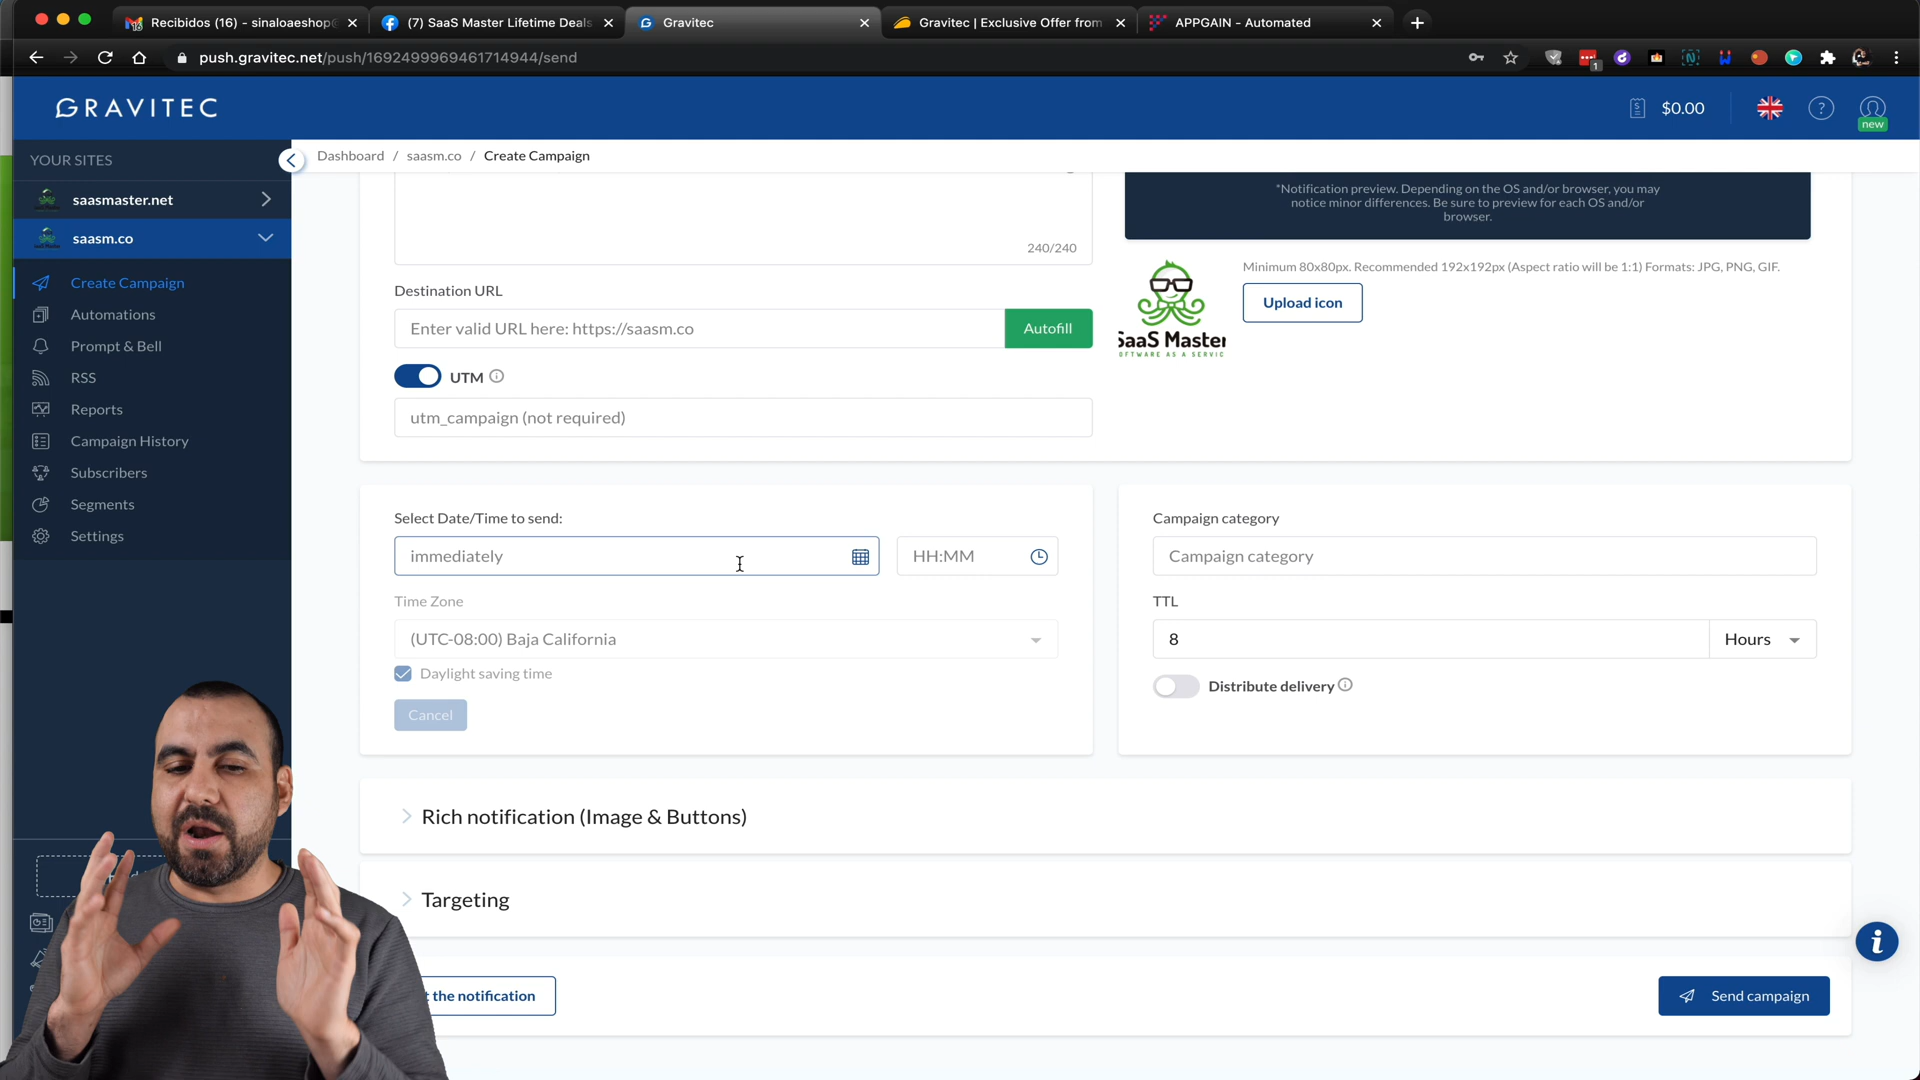 Recibidos (16) - sinaloaeshop@
(7) SaaS Master Lifetime Deals
Gravitec
Gravitec | Exclusive Offer from
APPGAIN - Automated
push.gravitec.net/push/1692499969461714944/send
1
GRAVITEC
$0.00
?
new
YOUR SITES
Dashboard / saasm.co / Create Campaign
saasmaster.net
saasm.co
Create Campaign
Automations
Prompt & Bell
RSS
Reports
Campaign History
Subscribers
Segments
Settings
*Notification preview. Depending on the OS and/or browser, you may
notice minor differences. Be sure to preview for each OS and/or
browser.
240/240
Minimum 80x80px. Recommended 192x192px (Aspect ratio will be 1:1) Formats: JPG, PNG, GIF.
Upload icon
SaaS Master
OFTWARE AS A SERVIC
Destination URL
Enter valid URL here: https://saasm.co
Autofill
UTM
utm_campaign (not required)
Select Date/Time to send:
immediately
HH:MM
Time Zone
(UTC-08:00) Baja California
Daylight saving time
Cancel
Campaign category
Campaign category
TTL
8
Hours
Distribute delivery
Rich notification (Image & Buttons)
Targeting
t the notification
Send campaign
i